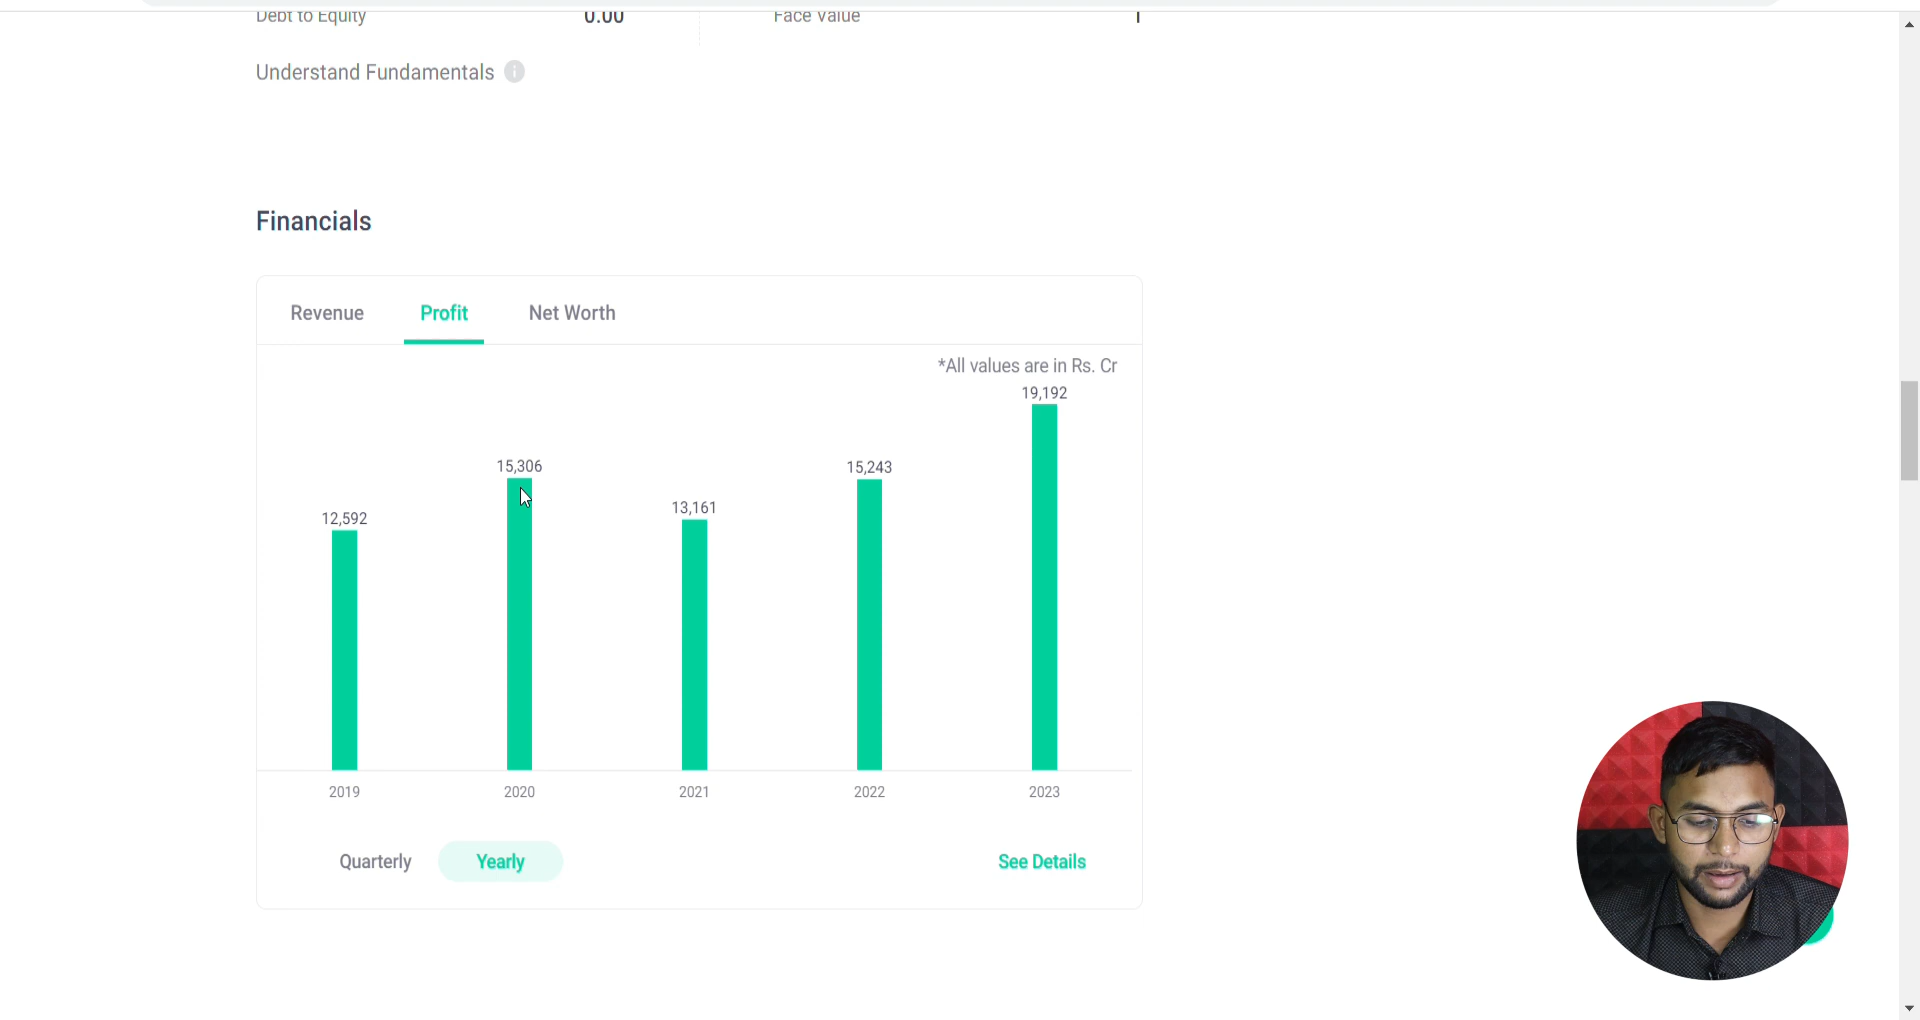 Debt to Equity 0.00 Face Value 1
Understand Fundamentals
Financials
Revenue Profit Net Worth
*All values are in Rs. Cr
19,192
15,306
15,243
13,161
12,592
2019 2020 2021 2022 2023
Quarterly Yearly See Details